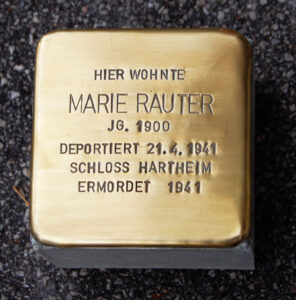 HIER WOHNTE
MARIE RAUTER
JG. 1900
DEPORTIERT 21.4.1941
SCHLOSS HARTHEIM
ERMORDET 1941